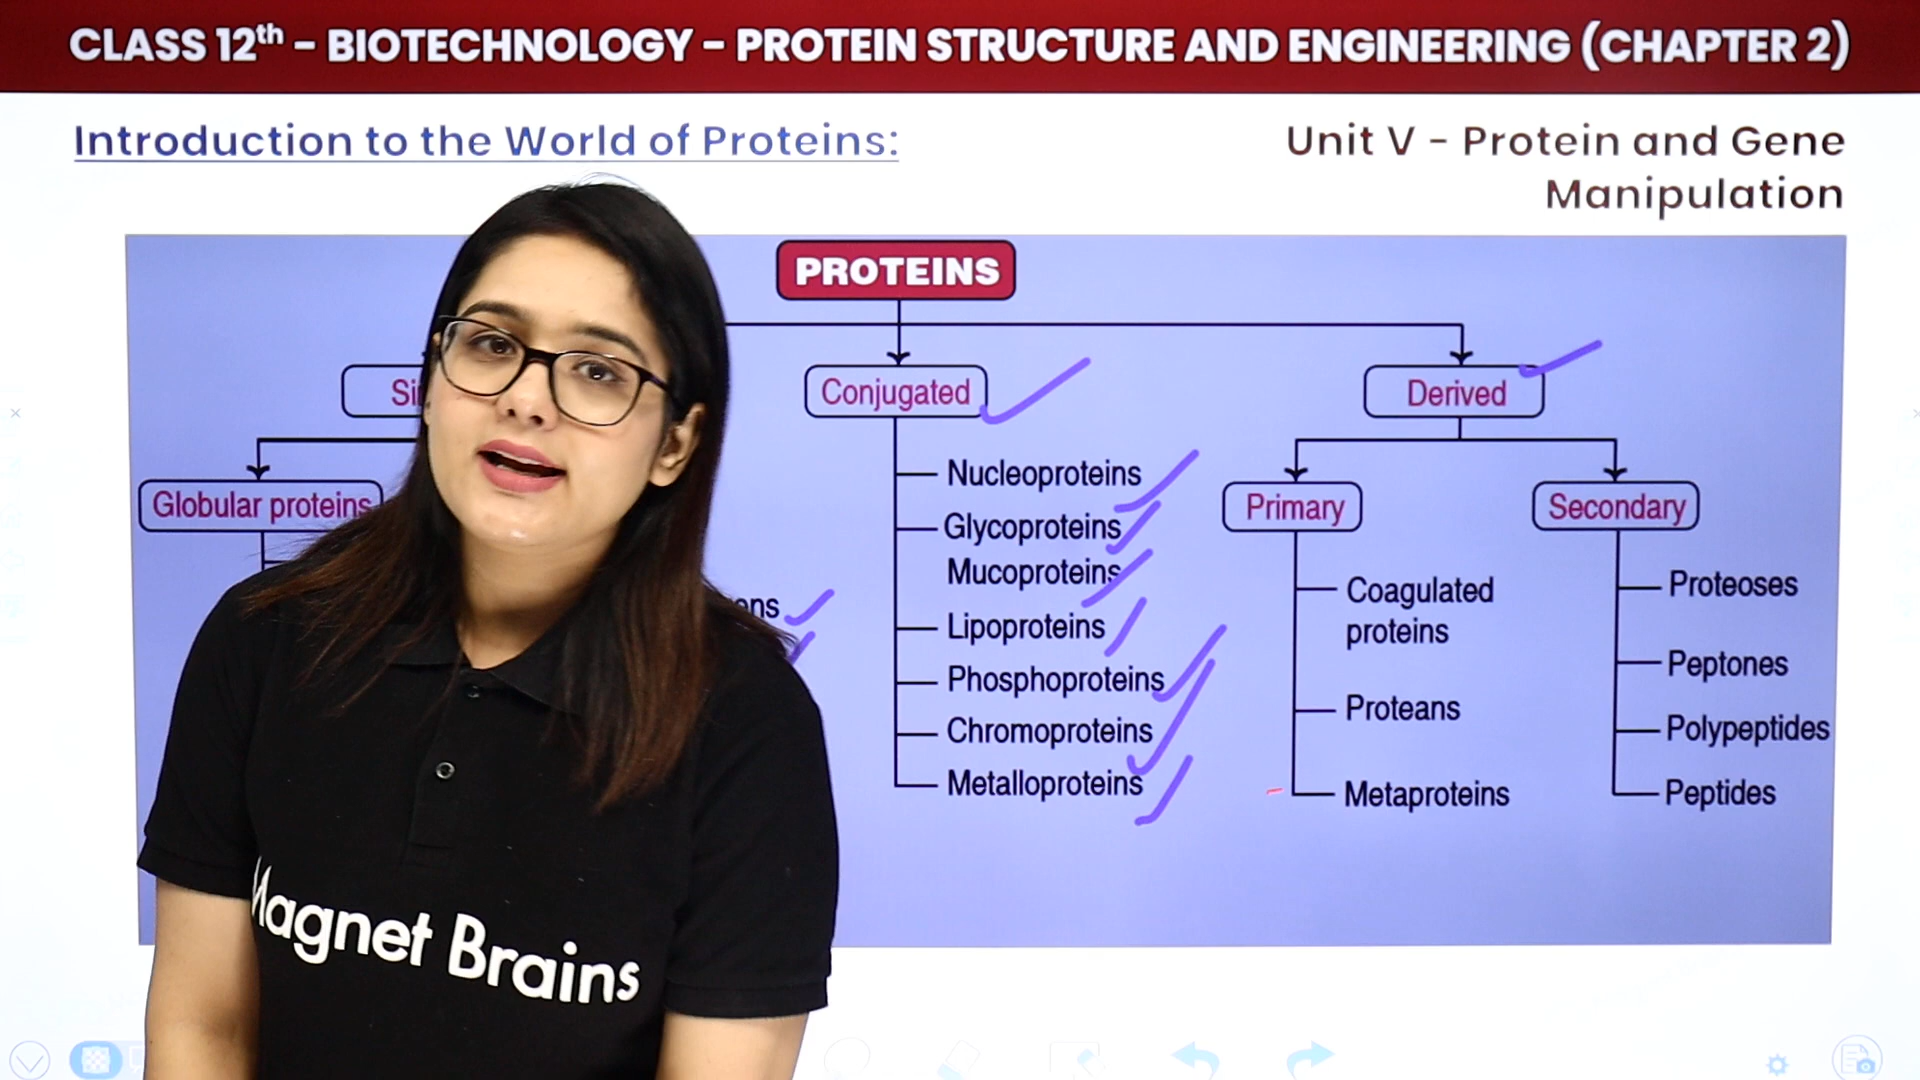 CLASS 12th - BIOTECHNOLOGY - PROTEIN STRUCTURE AND ENGINEERING (CHAPTER 2)
Introduction to the World of Proteins:
Unit V - Protein and Gene
Manipulation
PROTEINS
Conjugated
Derived
Globular proteins
Primary
Secondary
Nucleoproteins
Glycoproteins
Mucoproteins
Lipoproteins
Phosphoproteins
Chromoproteins
Metalloproteins
Coagulated
proteins
Proteans
Metaproteins
Proteoses
Peptones
Polypeptides
Peptides
Magnet Brains